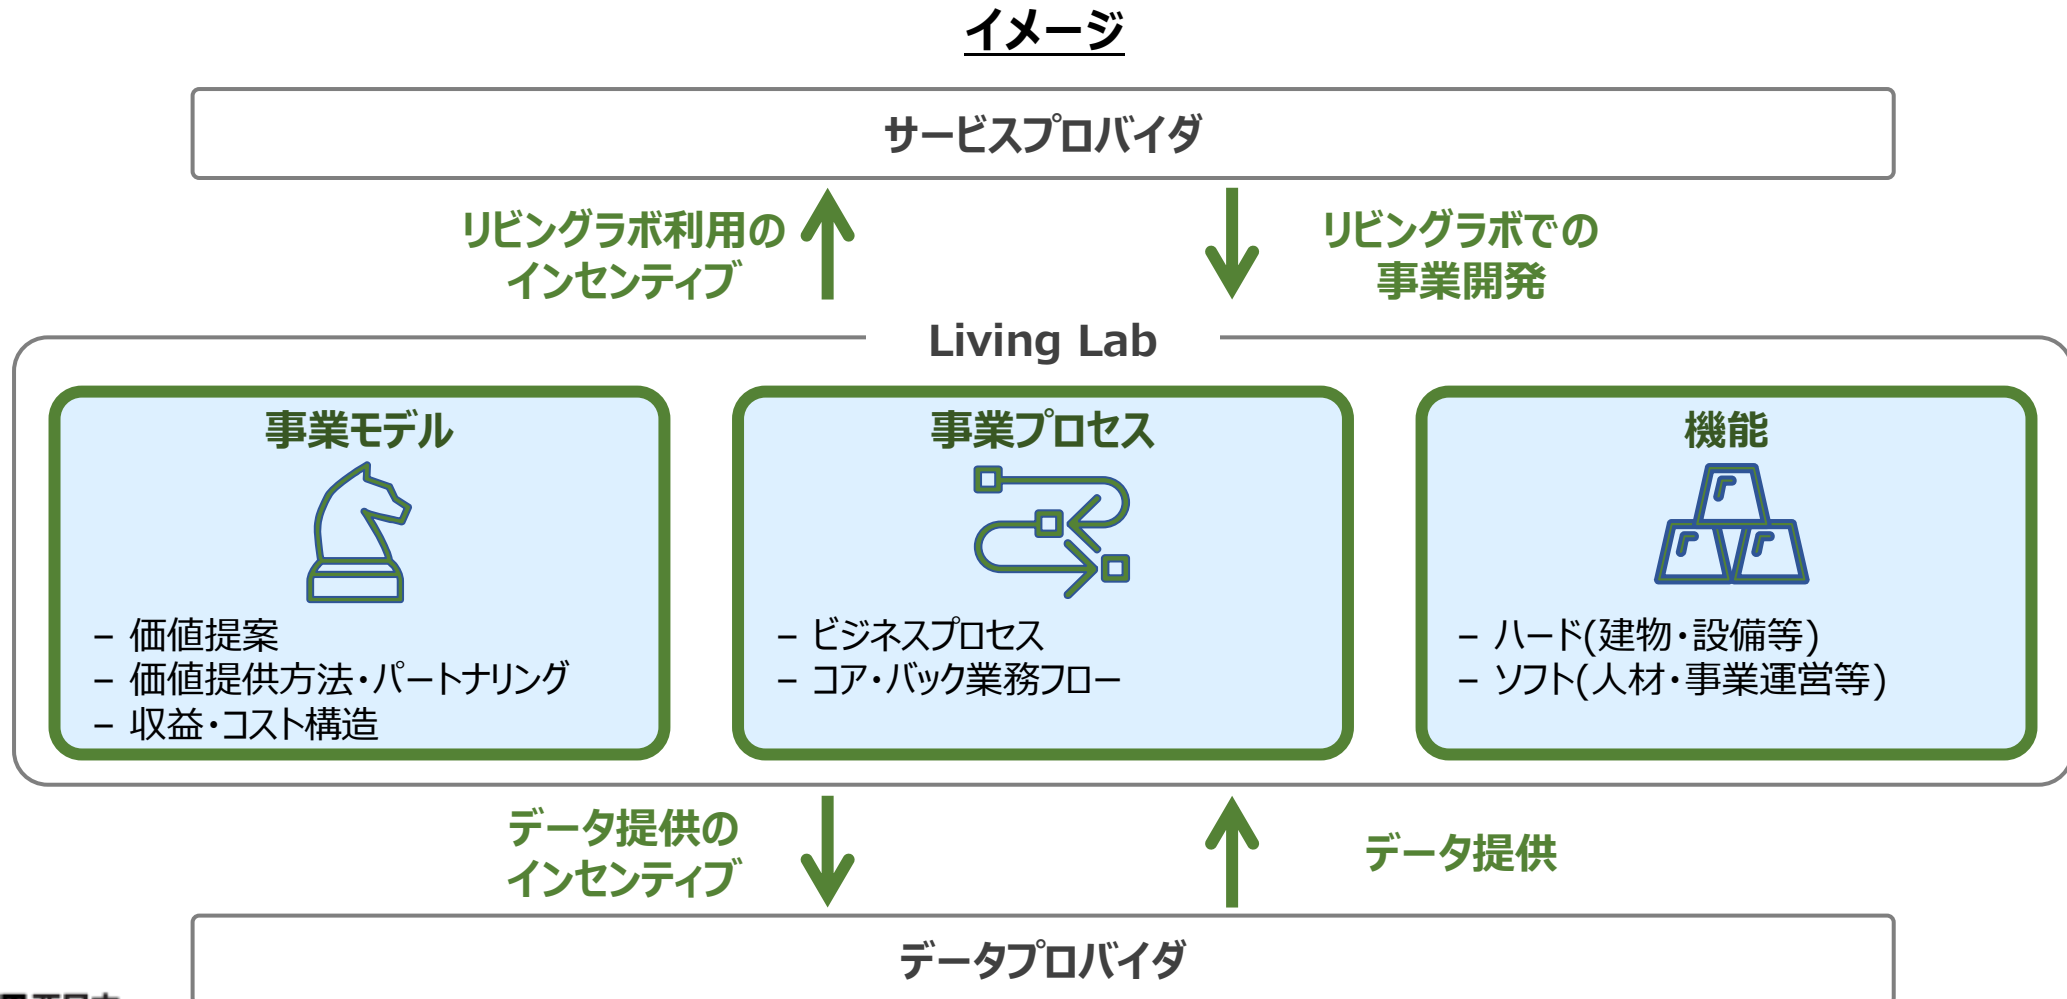 イメージ
サービスプロバイダ
リビングラボ利用の
インセンティブ
リビングラボでの
事業開発
Living Lab
事業モデル
– 価値提案
– 価値提供方法・パートナリング
– 収益・コスト構造
事業プロセス
– ビジネスプロセス
– コア・バック業務フロー
機能
– ハード(建物・設備等)
– ソフト(人材・事業運営等)
データ提供の
インセンティブ
データ提供
データプロバイダ